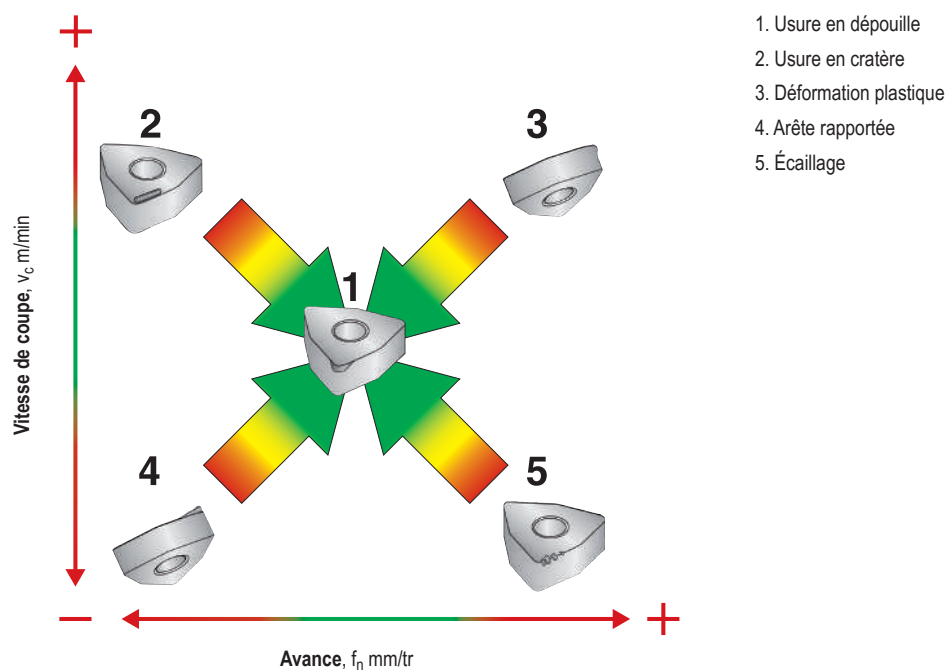 +
1. Usure en dépouille
2. Usure en cratère
3. Déformation plastique
4. Arête rapportée
5. Écaillage
2
3
Vitesse de coupe, vc m/min
1
4
5
−
+
Avance, fn mm/tr